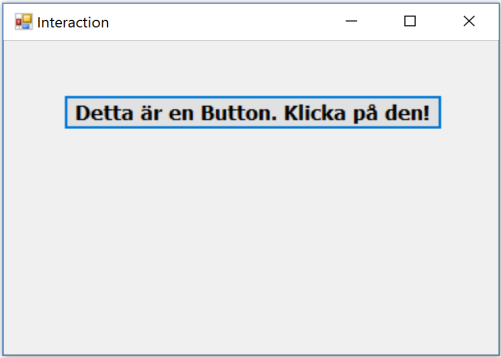 Interaction
Detta är en Button. Klicka på den!